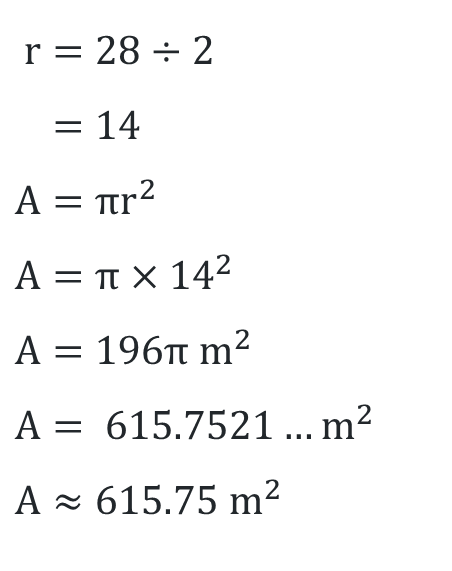 r = 28 ÷ 2
= 14
A = πr²
A = π × 14²
A = 196π m²
A = 615.7521 ... m²
A ≈ 615.75 m²